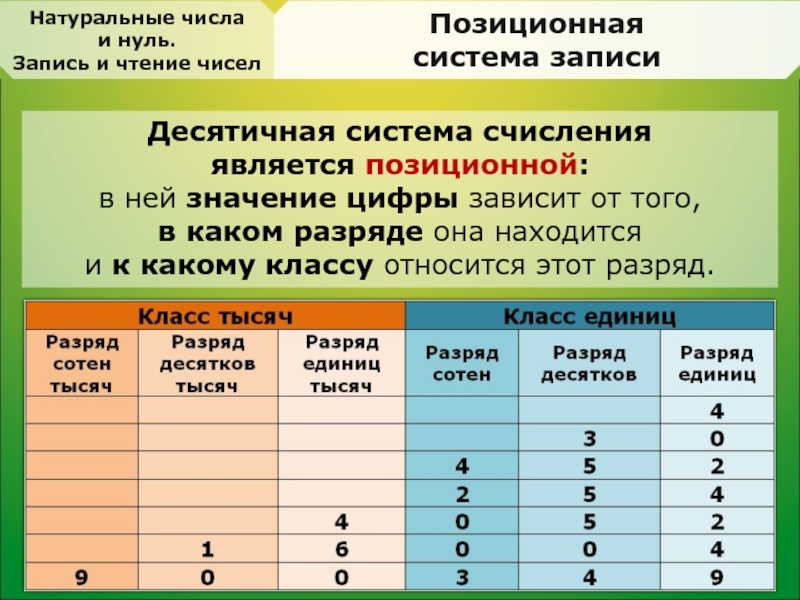 Натуральные числа
и нуль.
Запись и чтение чисел
Позиционная
система записи
Десятичная система счисления
является позиционной:
в ней значение цифры зависит от того,
в каком разряде она находится
и к какому классу относится этот разряд.
Класс тысяч Класс единиц
Разряд сотен тысяч Разряд десятков тысяч Разряд единиц тысяч Разряд сотен Разряд десятков Разряд единиц
4
3 0
4 5 2
2 5 4
4 0 5 2
1 6 0 0 4
9 0 0 3 4 9